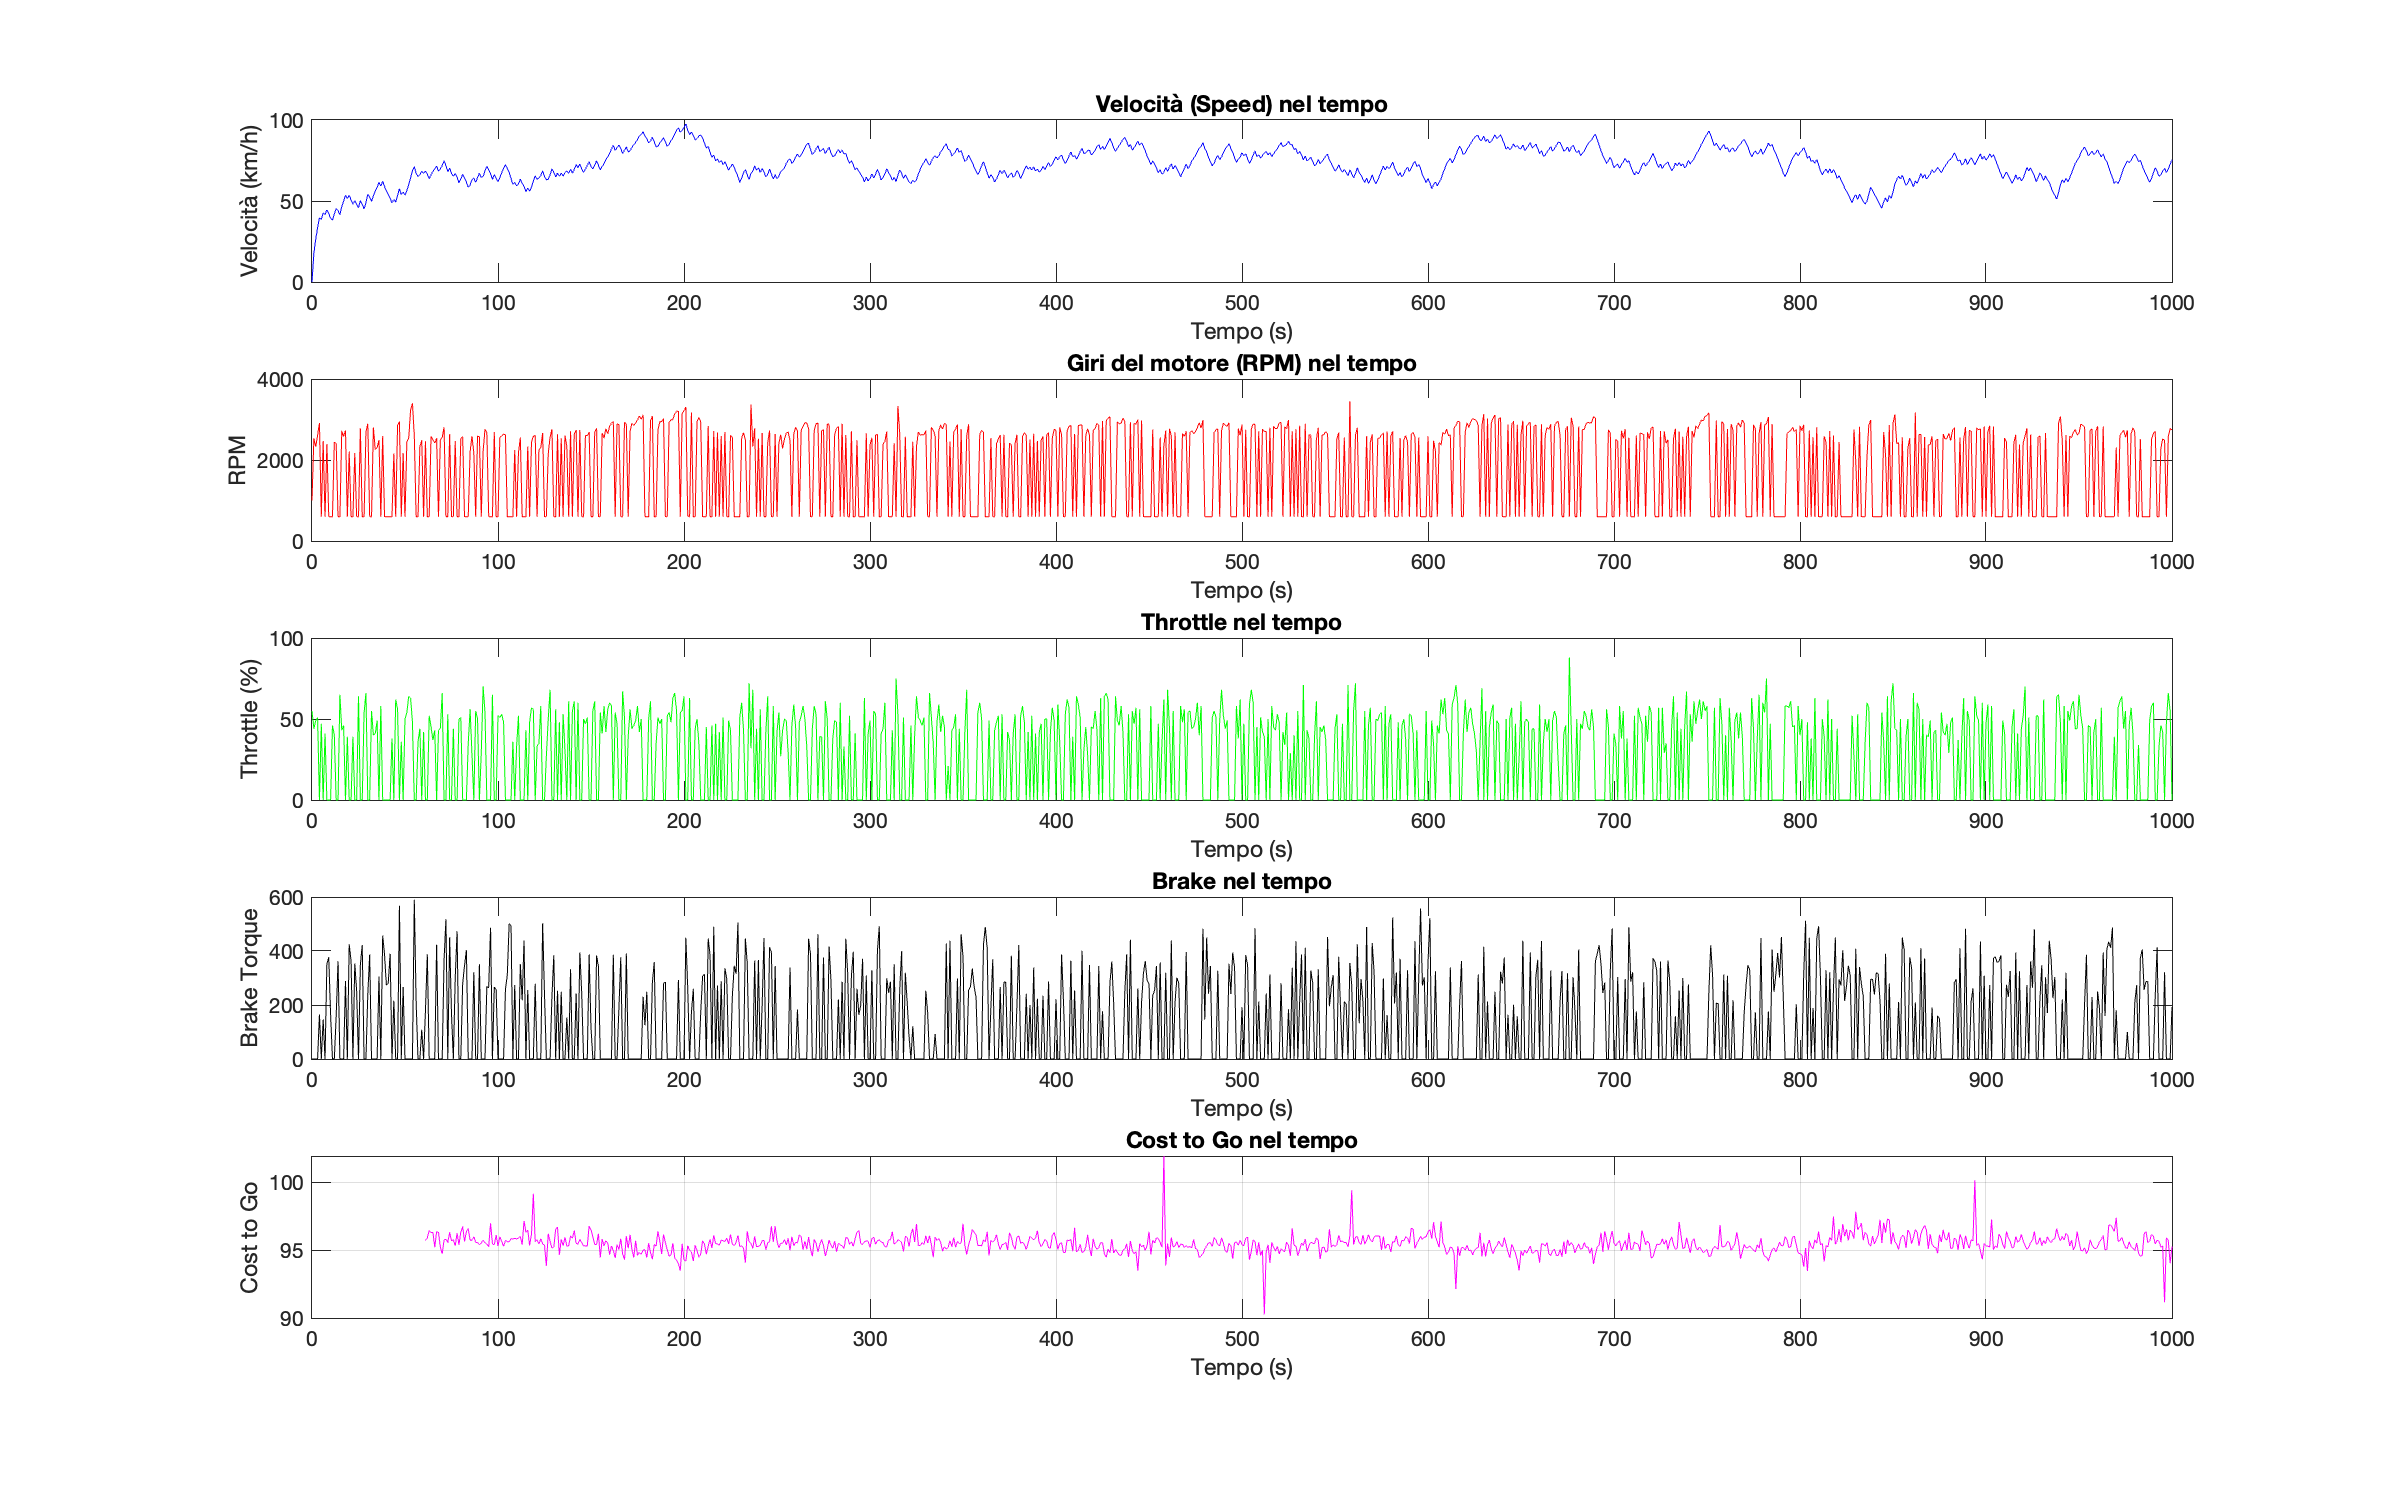 Velocità (Speed) nel tempo
Velocità (km/h)
100
50
0
0 100 200 300 400 500 600 700 800 900 1000
Tempo (s)
Giri del motore (RPM) nel tempo
RPM
4000
2000
0
0 100 200 300 400 500 600 700 800 900 1000
Tempo (s)
Throttle nel tempo
Throttle (%)
100
50
0
0 100 200 300 400 500 600 700 800 900 1000
Tempo (s)
Brake nel tempo
Brake Torque
600
400
200
0
0 100 200 300 400 500 600 700 800 900 1000
Tempo (s)
Cost to Go nel tempo
Cost to Go
100
95
90
0 100 200 300 400 500 600 700 800 900 1000
Tempo (s)